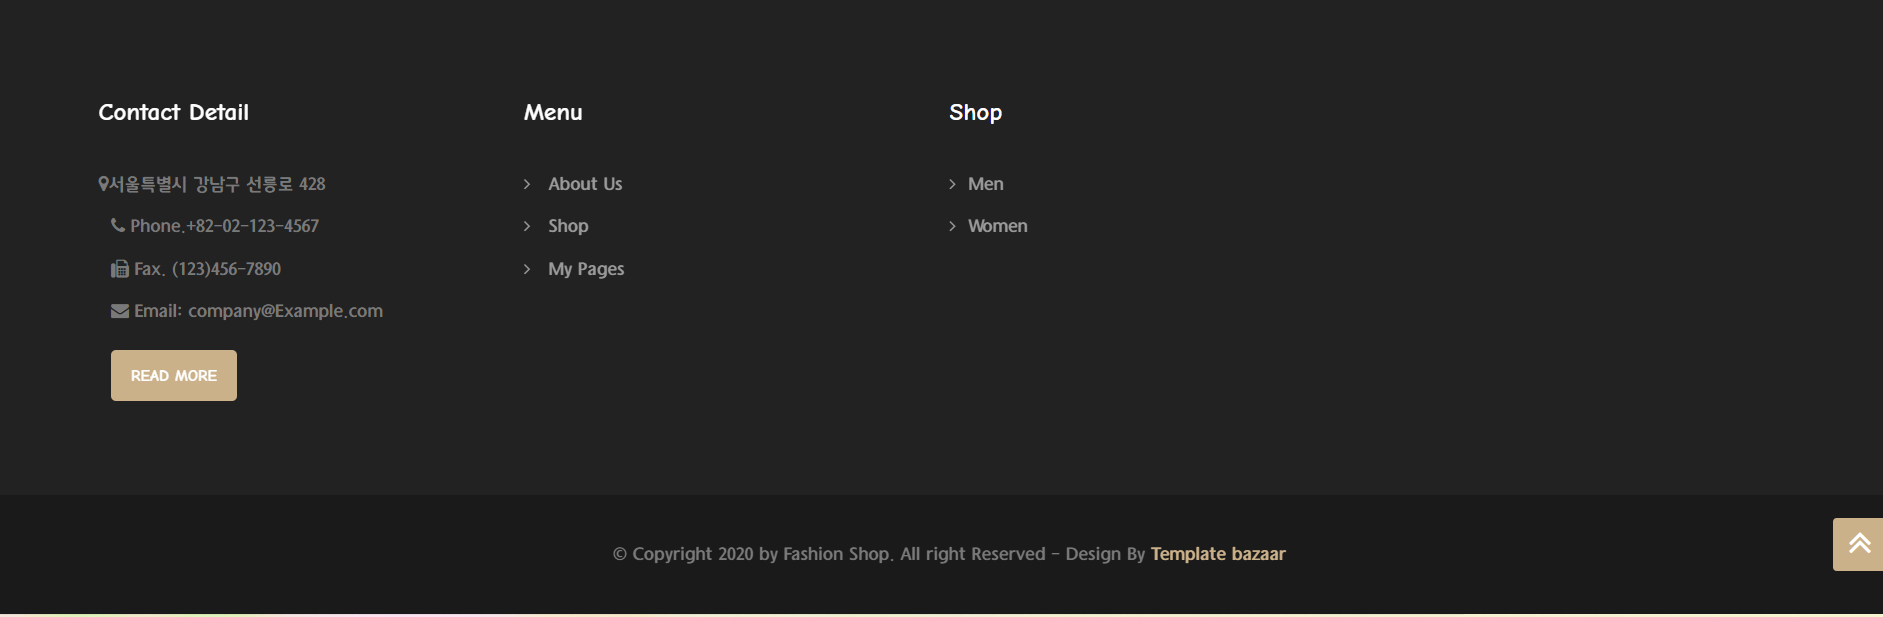 Contact Detail
서울특별시 강남구 선릉로 428
Phone.+82-02-123-4567
Fax. (123)456-7890
Email: company@Example.com
READ MORE
Menu
About Us
Shop
My Pages
Shop
Men
Women
© Copyright 2020 by Fashion Shop. All right Reserved - Design By Template bazaar